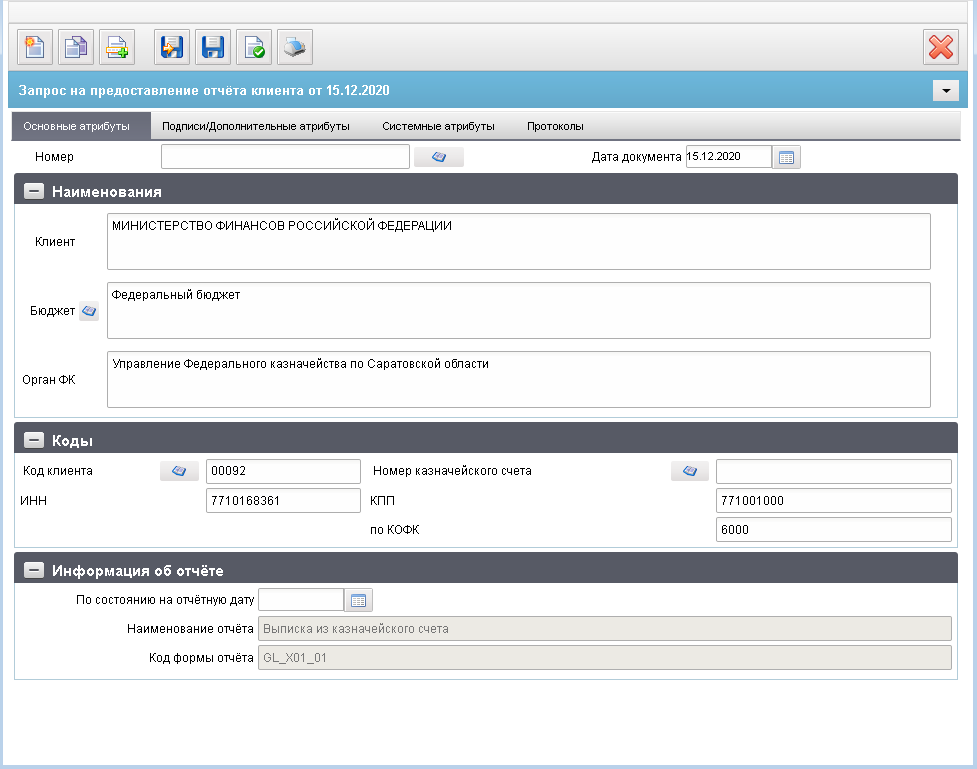 Запрос на предоставление отчёта клиента от 15.12.2020
Основные атрибуты Подписи/Дополнительные атрибуты Системные атрибуты Протоколы
Номер Дата документа 15.12.2020
Наименования
Клиент МИНИСТЕРСТВО ФИНАНСОВ РОССИЙСКОЙ ФЕДЕРАЦИИ
Бюджет Федеральный бюджет
Орган ФК Управление Федерального казначейства по Саратовской области
Коды
Код клиента 00092 Номер казначейского счета
ИНН 7710168361 КПП 771001000
по КОФК 6000
Информация об отчёте
По состоянию на отчётную дату
Наименование отчёта Выписка из казначейского счета
Код формы отчёта GL_X01_01